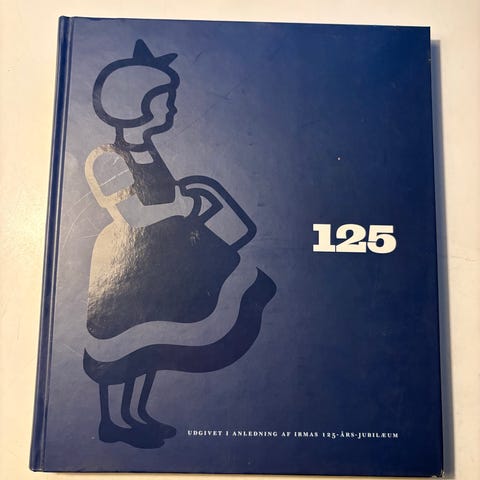 125
UDGIVET I ANLEDNING AF IRMAS 125-ÅRS-JUBILÆUM